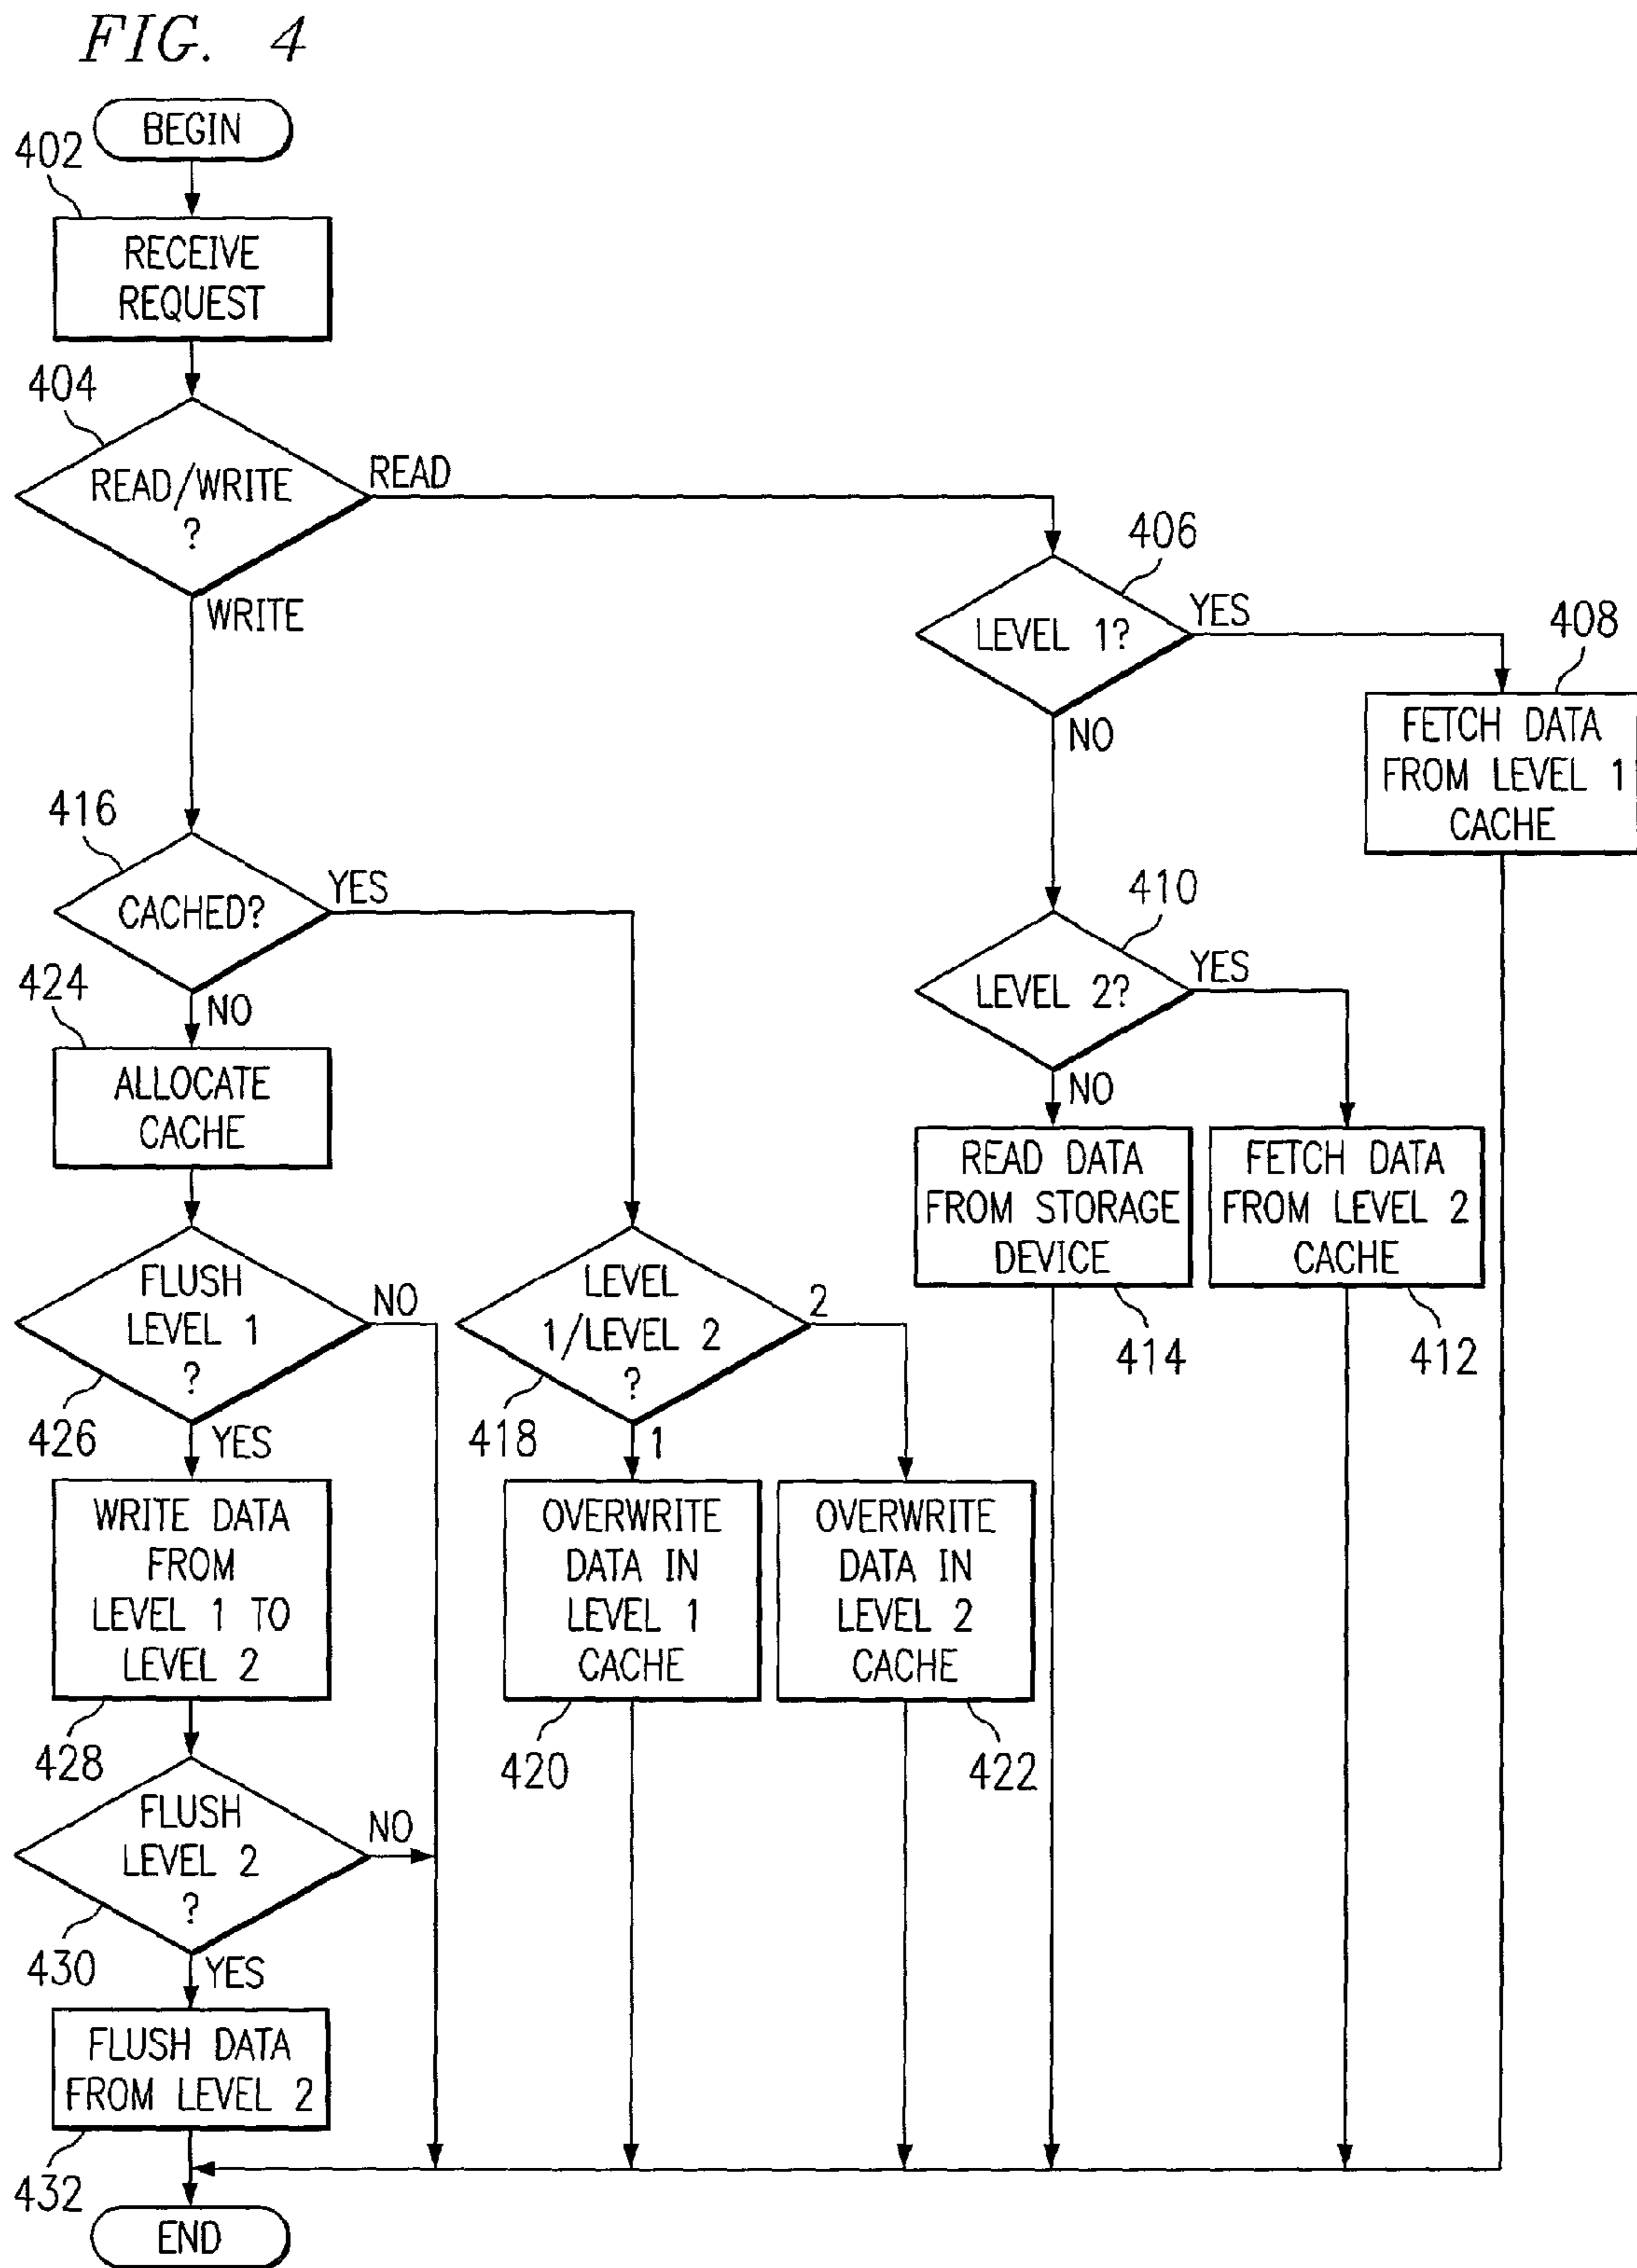 FIG. 4
BEGIN
402
RECEIVE
REQUEST
404
READ/WRITE
?
READ
WRITE
406
LEVEL 1?
YES
NO
408
FETCH DATA
FROM LEVEL 1
CACHE
416
CACHED?
YES
NO
410
LEVEL 2?
YES
NO
424
ALLOCATE
CACHE
READ DATA
FROM STORAGE
DEVICE
414
FETCH DATA
FROM LEVEL 2
CACHE
412
FLUSH
LEVEL 1
?
NO
426
YES
LEVEL
1/LEVEL 2
?
2
418
1
WRITE DATA
FROM
LEVEL 1 TO
LEVEL 2
428
OVERWRITE
DATA IN
LEVEL 1
CACHE
420
OVERWRITE
DATA IN
LEVEL 2
CACHE
422
FLUSH
LEVEL 2
?
NO
430
YES
FLUSH DATA
FROM LEVEL 2
432
END